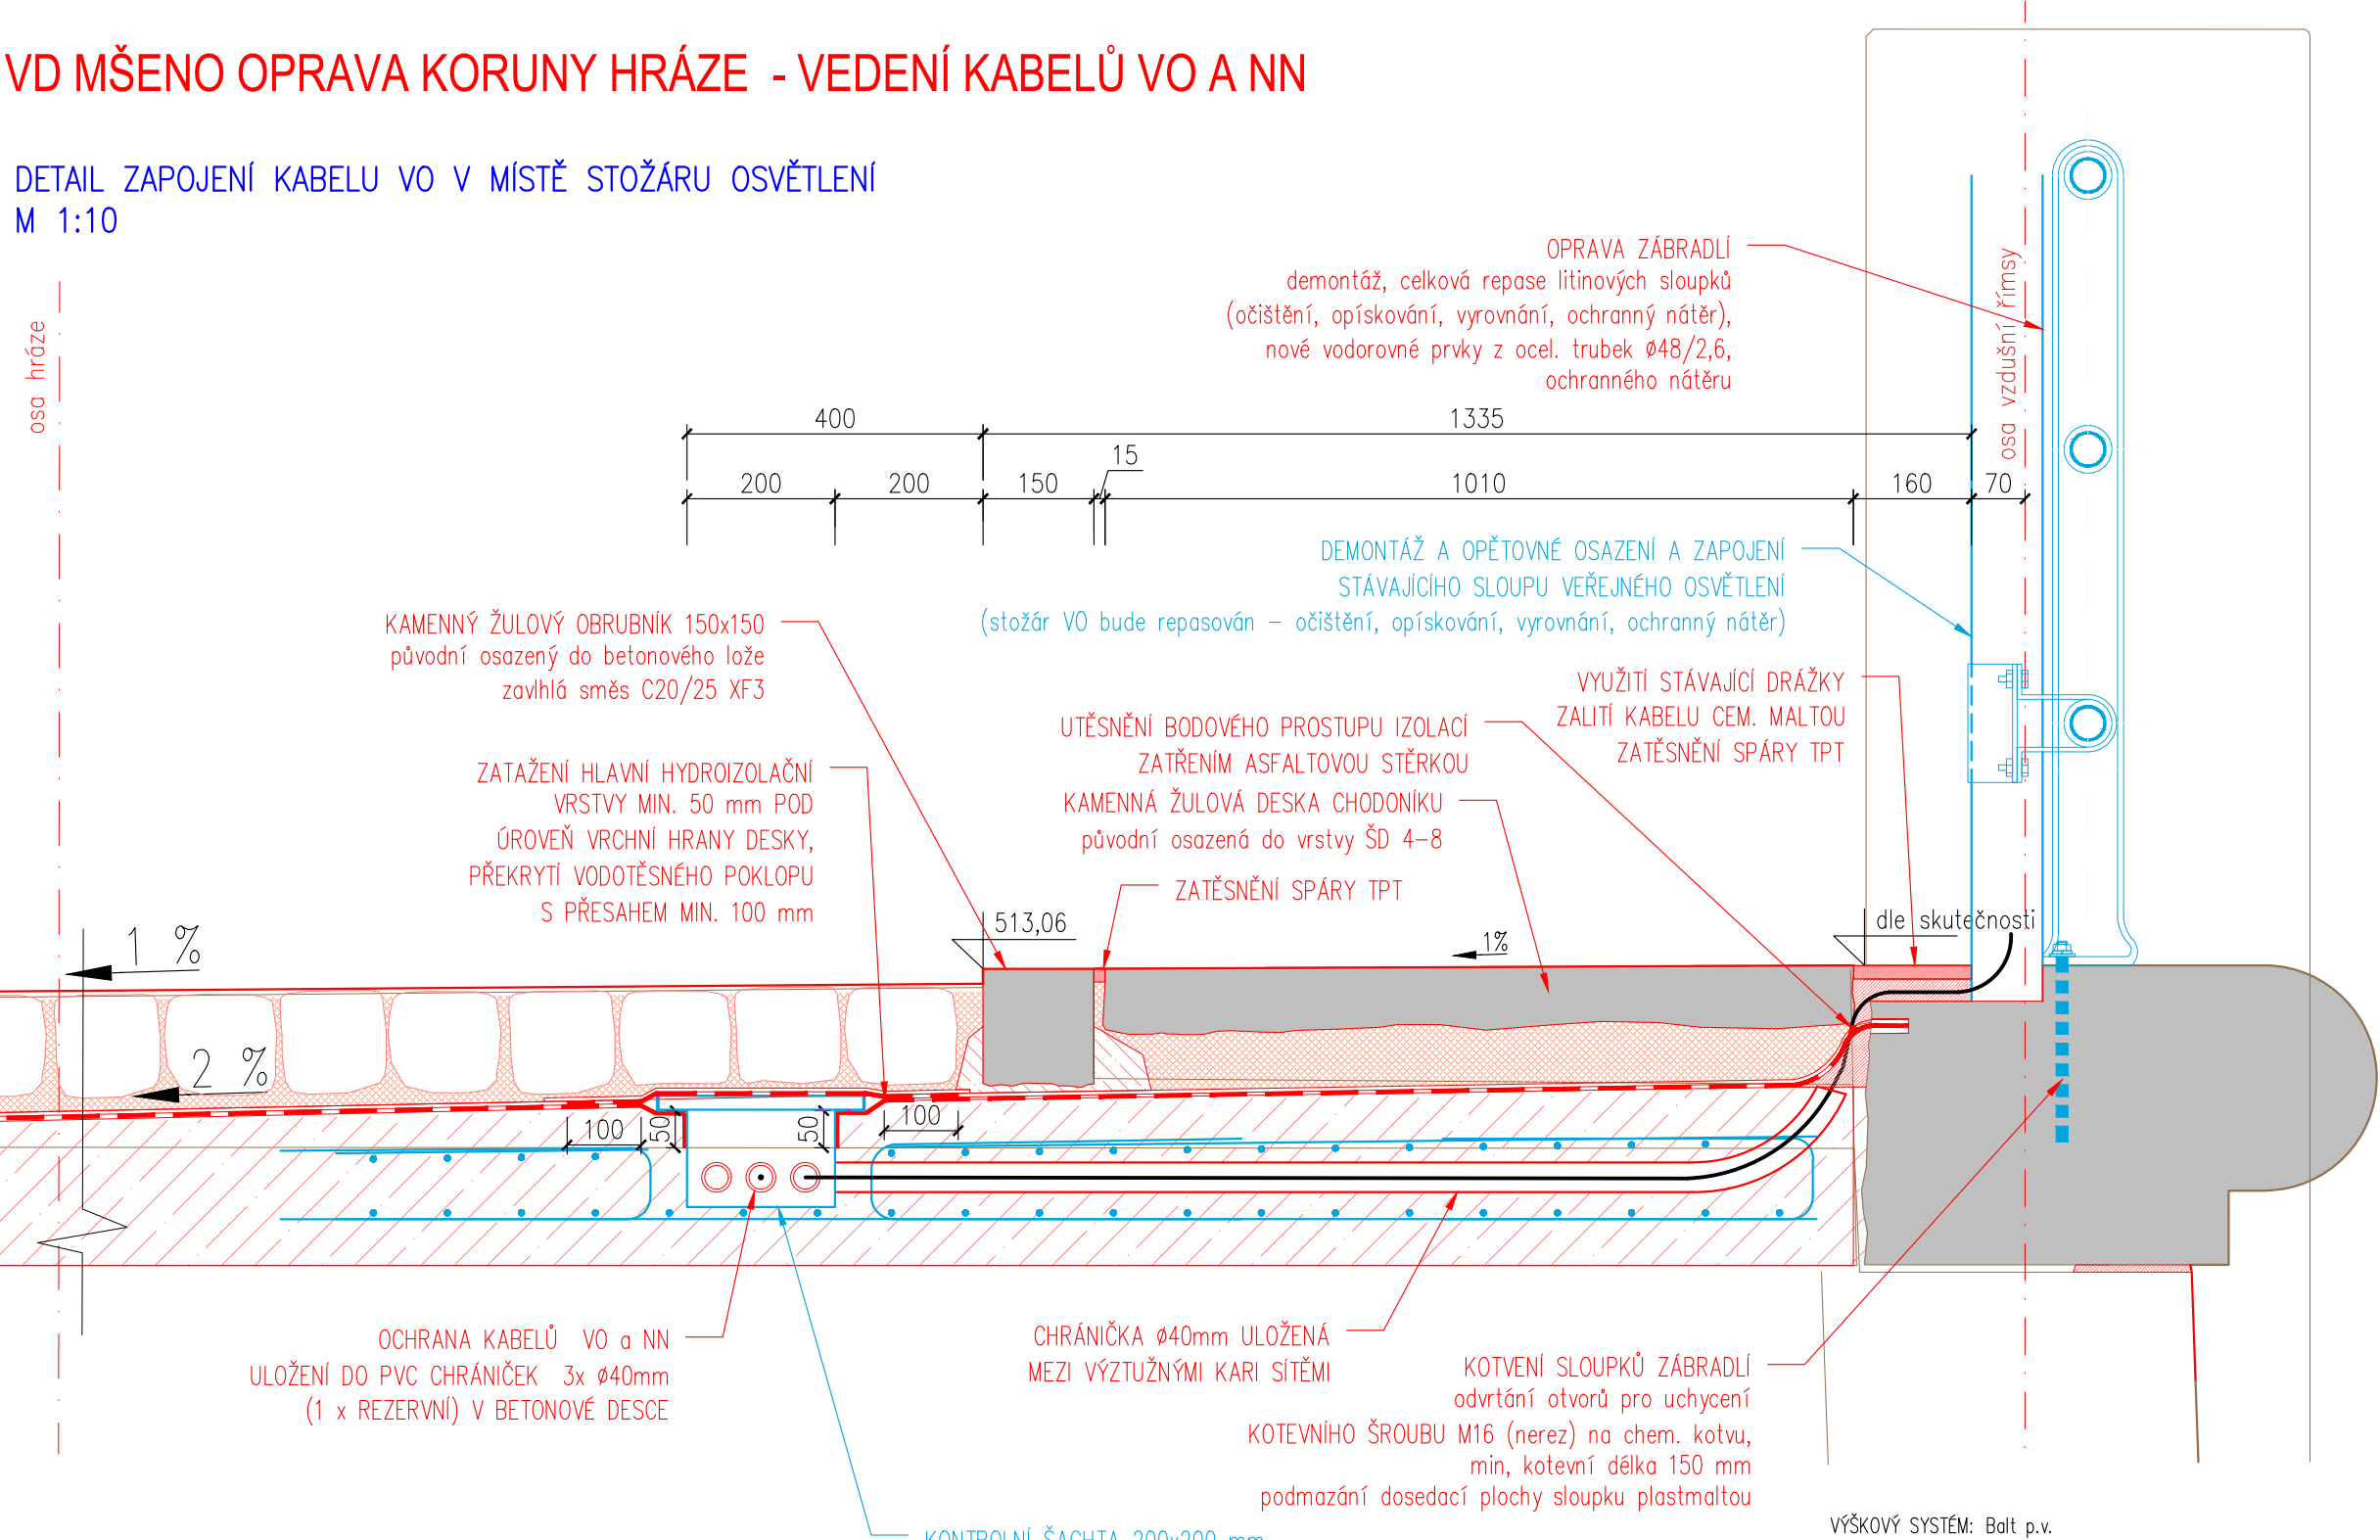 VD MŠENO OPRAVA KORUNY HRÁZE - VEDENÍ KABELŮ VO A NN
DETAIL ZAPOJENÍ KABELU VO V MÍSTĚ STOŽÁRU OSVĚTLENÍ
M 1:10
osa hráze
osa vzdušní římsy
OPRAVA ZÁBRADLÍ
demontáž, celková repase litinových sloupků
(očištění, opískování, vyrovnání, ochranný nátěr),
nové vodorovné prvky z ocel. trubek ø48/2,6,
ochranného nátěru
400
1335
200
200
150
15
1010
160
70
DEMONTÁŽ A OPĚTOVNÉ OSAZENÍ A ZAPOJENÍ
STÁVAJÍCÍHO SLOUPU VEŘEJNÉHO OSVĚTLENÍ
(stožár VO bude repasován – očištění, opískování, vyrovnání, ochranný nátěr)
KAMENNÝ ŽULOVÝ OBRUBNÍK 150x150
původní osazený do betonového lože
zavlhlá směs C20/25 XF3
VYUŽITÍ STÁVAJÍCÍ DRÁŽKY
ZALITÍ KABELU CEM. MALTOU
ZATĚSNĚNÍ SPÁRY TPT
UTĚSNĚNÍ BODOVÉHO PROSTUPU IZOLACÍ
ZATŘENÍM ASFALTOVOU STĚRKOU
ZATAŽENÍ HLAVNÍ HYDROIZOLAČNÍ
VRSTVY MIN. 50 mm POD
ÚROVEŇ VRCHNÍ HRANY DESKY,
PŘEKRYTÍ VODOTĚSNÉHO POKLOPU
S PŘESAHEM MIN. 100 mm
KAMENNÁ ŽULOVÁ DESKA CHODONÍKU
původní osazená do vrstvy ŠD 4–8
ZATĚSNĚNÍ SPÁRY TPT
513,06
dle skutečnosti
1 %
1%
2 %
100
50
50
100
OCHRANA KABELŮ VO a NN
ULOŽENÍ DO PVC CHRÁNIČEK 3x ø40mm
(1 x REZERVNÍ) V BETONOVÉ DESCE
CHRÁNIČKA ø40mm ULOŽENÁ
MEZI VÝZTUŽNÝMI KARI SÍTĚMI
KOTVENÍ SLOUPKŮ ZÁBRADLÍ
odvrtání otvorů pro uchycení
KOTEVNÍHO ŠROUBU M16 (nerez) na chem. kotvu,
min, kotevní délka 150 mm
podmazání dosedací plochy sloupku plastmaltou
KONTROLNÍ ŠACHTA 200x200 mm
VÝŠKOVÝ SYSTÉM: Balt p.v.